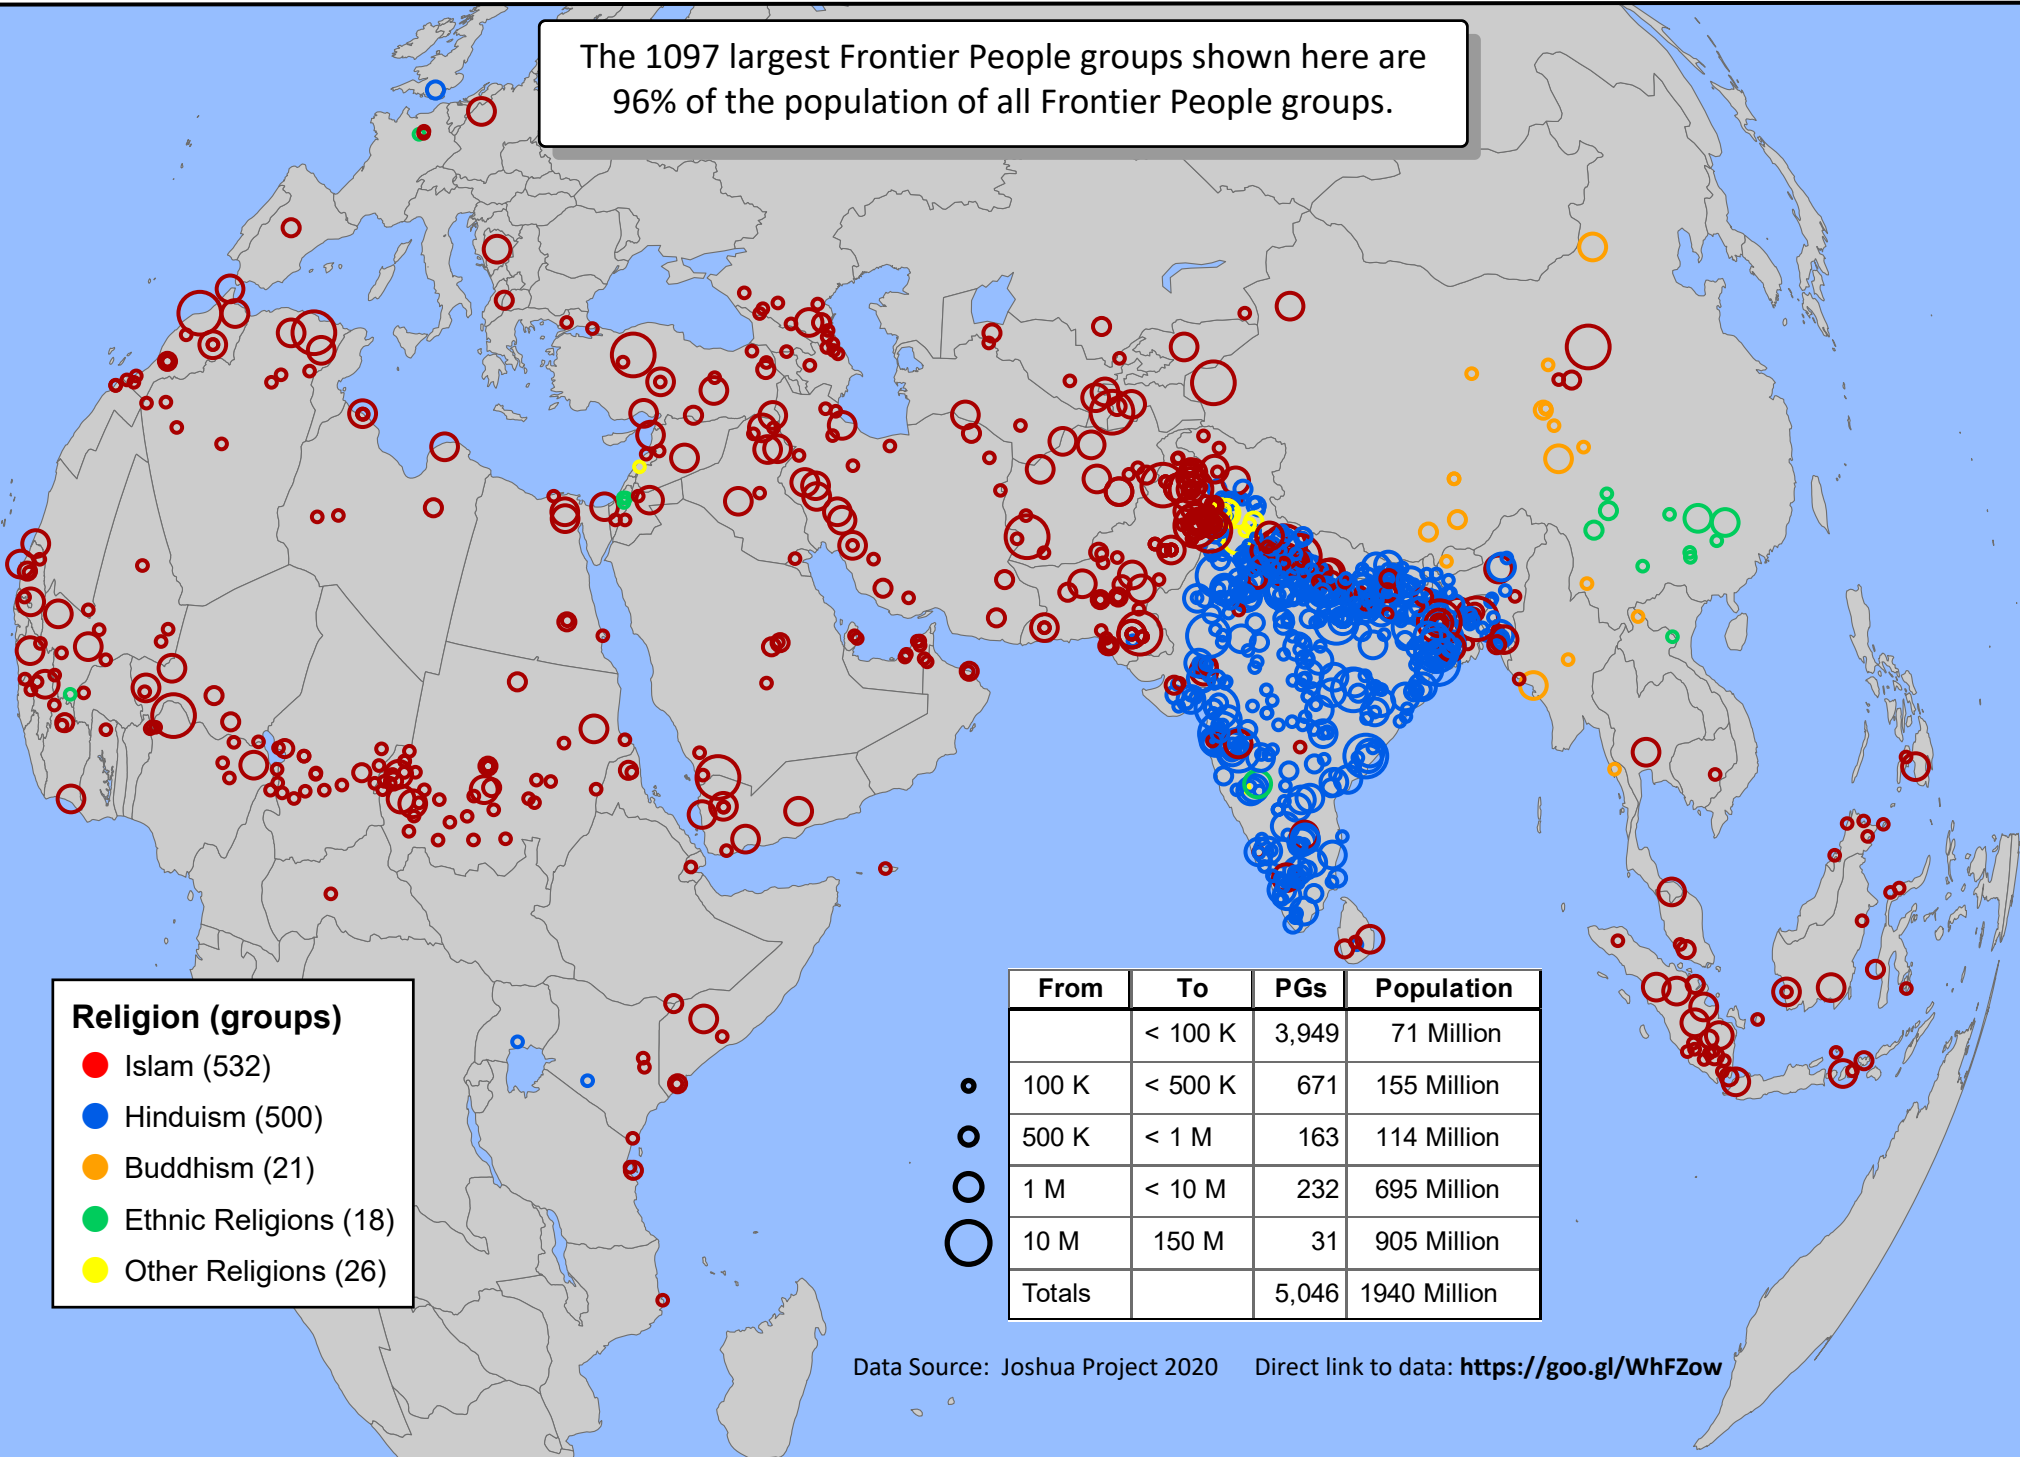 The 1097 largest Frontier People groups shown here are
96% of the population of all Frontier People groups.
Religion (groups)
Islam (532)
Hinduism (500)
Buddhism (21)
Ethnic Religions (18)
Other Religions (26)
From To PGs Population
< 100 K 3,949 71 Million
100 K < 500 K 671 155 Million
500 K < 1 M 163 114 Million
1 M < 10 M 232 695 Million
10 M 150 M 31 905 Million
Totals 5,046 1940 Million
Data Source: Joshua Project 2020 Direct link to data: https://goo.gl/WhFZow